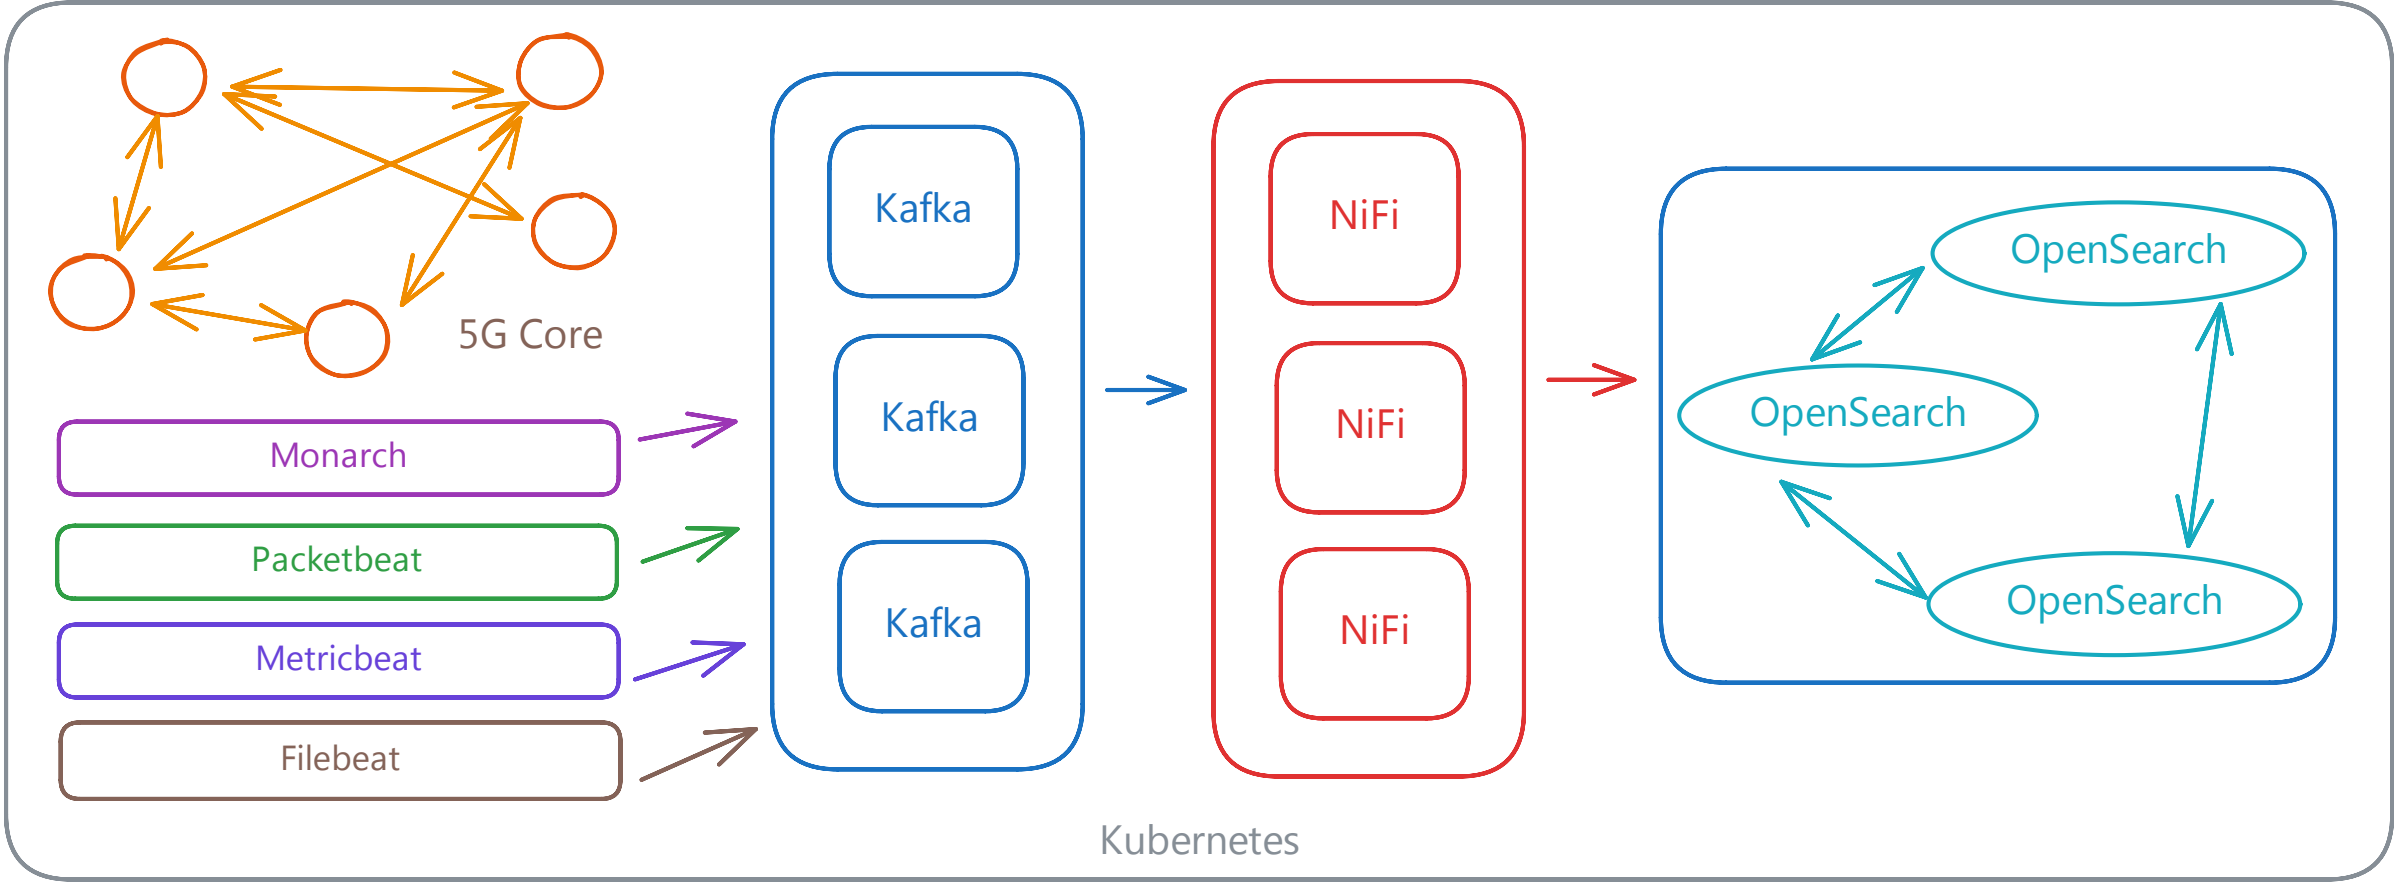 5G Core
Monarch
Packetbeat
Metricbeat
Filebeat
Kafka
Kafka
Kafka
NiFi
NiFi
NiFi
OpenSearch
OpenSearch
OpenSearch
Kubernetes